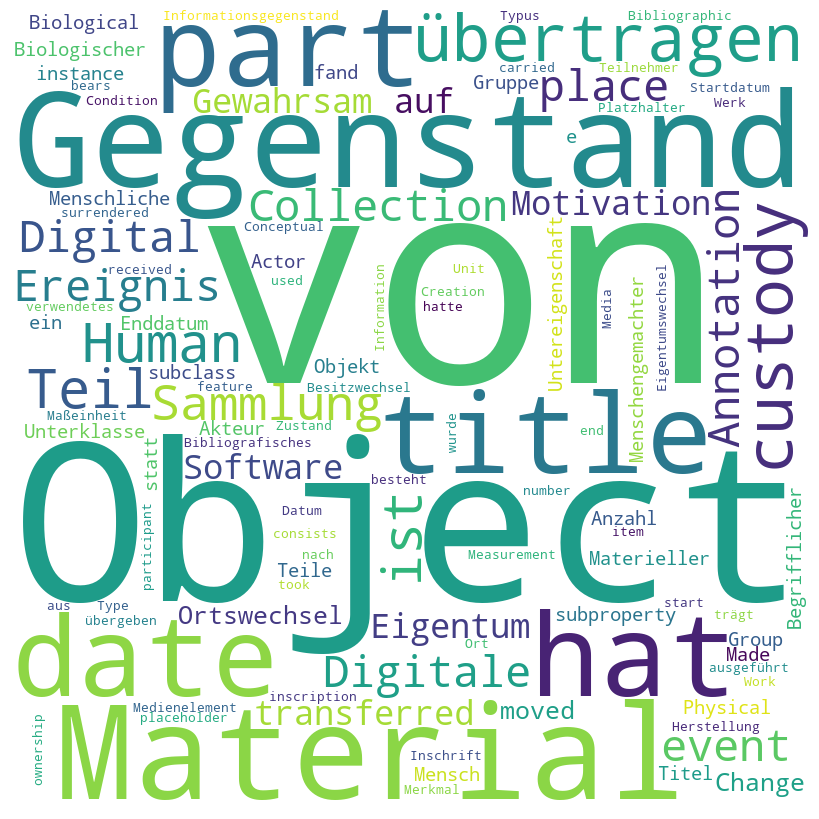 Informationsgegenstand
Typus
Bibliographic
Biological
part
übertragen
Biologischer
instance
fand
bears
Condition
Gewahrsam
auf
Gruppe
carried
place
Teilnehmer
Startdatum
Platzhalter
Werk
Gegenstand
e
Menschliche
surrendered
Collection
Motivation
Digital
Conceptual
von
Annotation
custody
received
Actor
used
Ereignis
verwendetes
ein
Enddatum
Information
Unit
Creation
hatte
Untereigenschaft
Media
Menschengemachter
Eigentumswechsel
Human
subclass
Objekt
Teil
feature
Besitzwechsel
Sammlung
title
Maßeinheit
Unterklasse
Akteur
Zustand
wurde
end
Bibliografisches
statt
Software
besteht
Object
number
ist
Datum
Anzahl
item
participant
consists
nach
Teile
took
Measurement
Materieller
Begrifflicher
aus
Type
übergeben
Ortswechsel
Eigentum
subproperty
start
trägt
date
hat
Ort
Group
Made
ausgeführt
Digitale
Work
inscription
Medienelement
placeholder
transferred
moved
Physical
Material
Herstellung
ownership
event
Inschrift
Mensch
Merkmal
Titel
Change